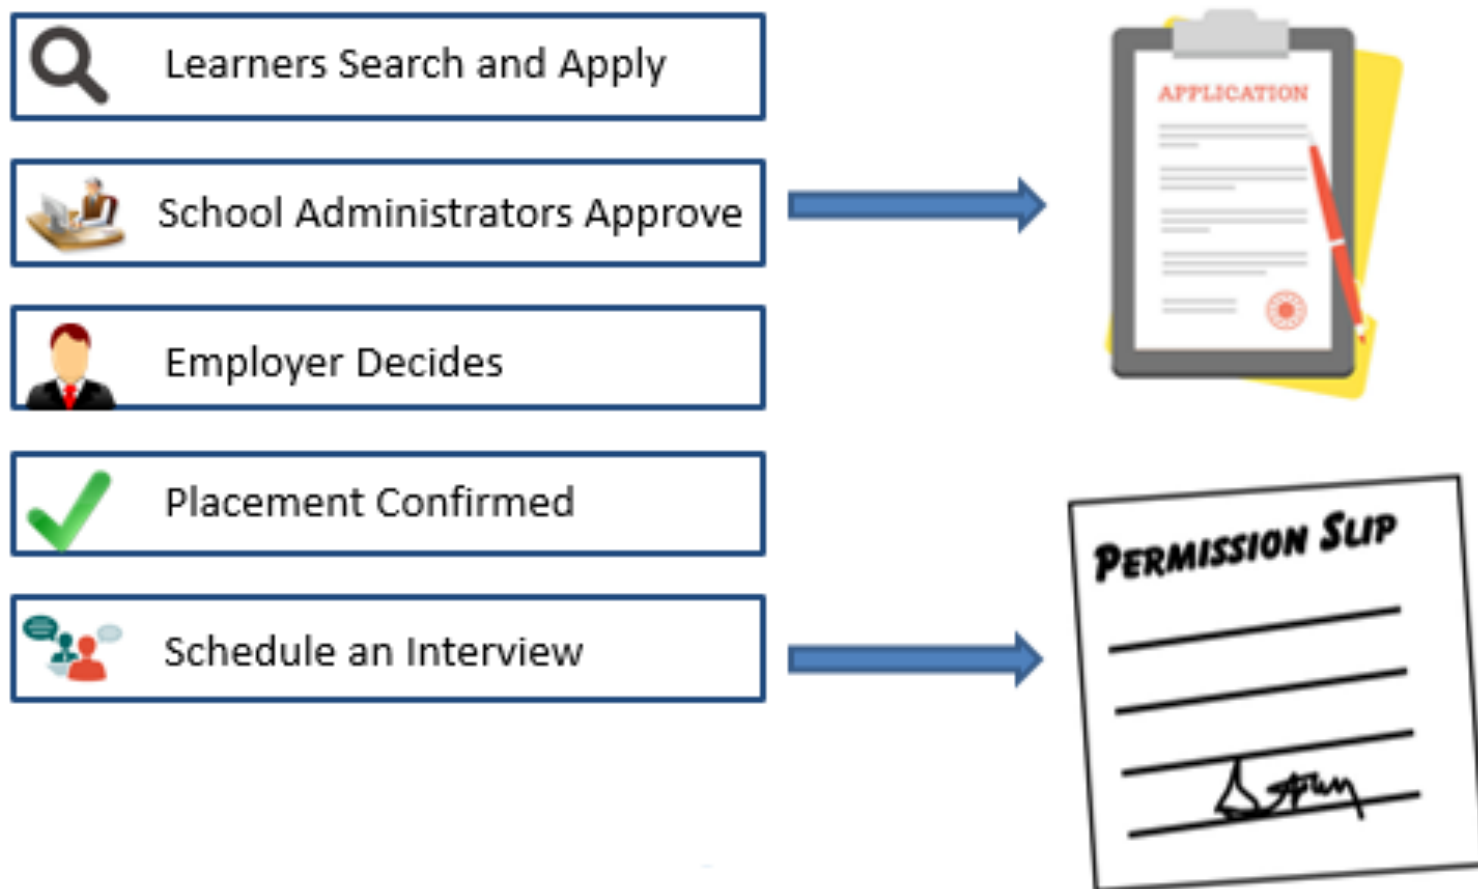 Learners Search and Apply
School Administrators Approve
Employer Decides
Placement Confirmed
Schedule an Interview
APPLICATION
PERMISSION SLIP